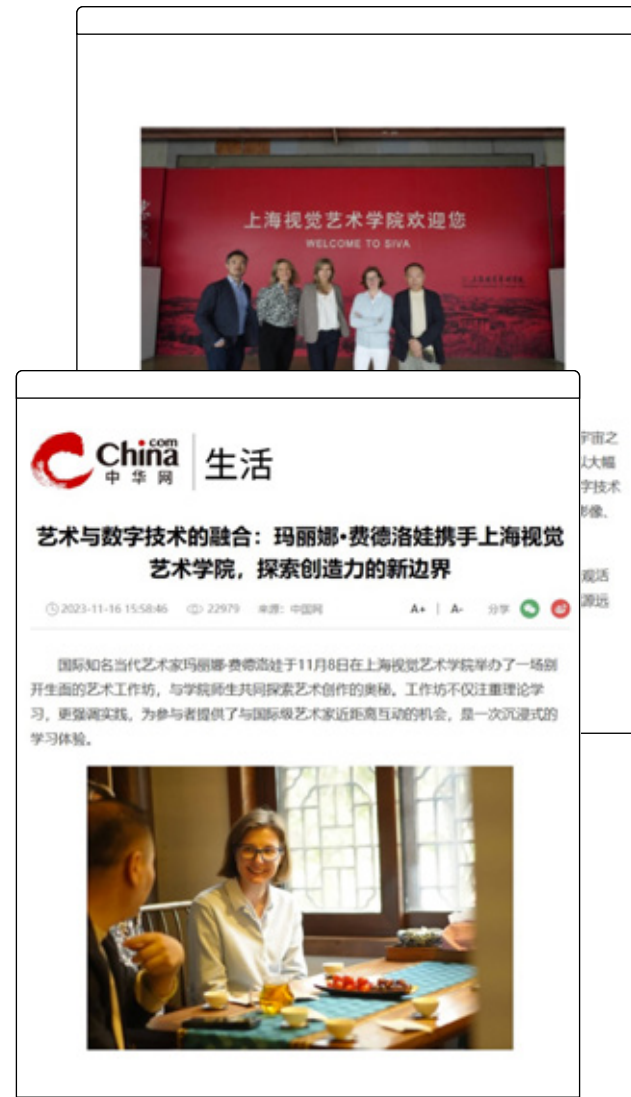 上海视觉艺术学院欢迎您
WELCOME TO SIVA
宇宙之
以大幅
字技术
影像、
观活
源远
China
com
中华网
生活
艺术与数字技术的融合：玛丽娜•费德洛娃携手上海视觉
艺术学院，探索创造力的新边界
2023-11-16 15:58:46 22979 来源：中国网 A+ | A- 分享
国际知名当代艺术家玛丽娜·费德洛娃于11月8日在上海视觉艺术学院举办了一场别
开生面的艺术工作坊，与学院师生共同探索艺术创作的奥秘。工作坊不仅注重理论学
习，更强调实践，为参与者提供了与国际级艺术家近距离互动的机会，是一次沉浸式的
学习体验。